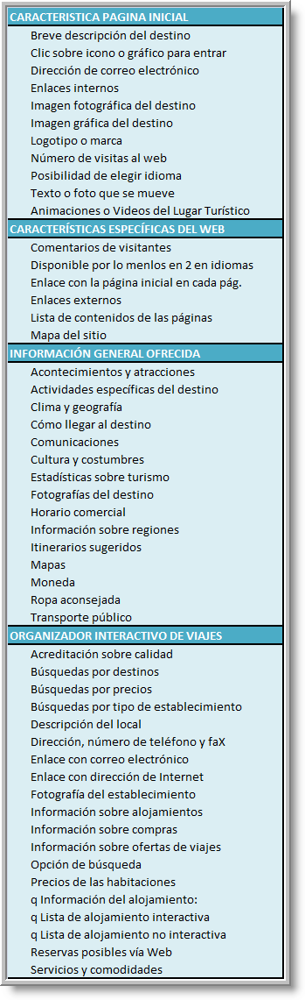 CARACTERISTICA PAGINA INICIAL
Breve descripción del destino
Clic sobre icono o gráfico para entrar
Dirección de correo electrónico
Enlaces internos
Imagen fotográfica del destino
Imagen gráfica del destino
Logotipo o marca
Número de visitas al web
Posibilidad de elegir idioma
Texto o foto que se mueve
Animaciones o Videos del Lugar Turístico
CARACTERÍSTICAS ESPECÍFICAS DEL WEB
Comentarios de visitantes
Disponible por lo menlos en 2 en idiomas
Enlace con la página inicial en cada pág.
Enlaces externos
Lista de contenidos de las páginas
Mapa del sitio
INFORMACIÓN GENERAL OFRECIDA
Acontecimientos y atracciones
Actividades específicas del destino
Clima y geografía
Cómo llegar al destino
Comunicaciones
Cultura y costumbres
Estadísticas sobre turismo
Fotografías del destino
Horario comercial
Información sobre regiones
Itinerarios sugeridos
Mapas
Moneda
Ropa aconsejada
Transporte público
ORGANIZADOR INTERACTIVO DE VIAJES
Acreditación sobre calidad
Búsquedas por destinos
Búsquedas por precios
Búsquedas por tipo de establecimiento
Descripción del local
Dirección, número de teléfono y faX
Enlace con correo electrónico
Enlace con dirección de Internet
Fotografía del establecimiento
Información sobre alojamientos
Información sobre compras
Información sobre ofertas de viajes
Opción de búsqueda
Precios de las habitaciones
q Información del alojamiento:
q Lista de alojamiento interactiva
q Lista de alojamiento no interactiva
Reservas posibles vía Web
Servicios y comodidades